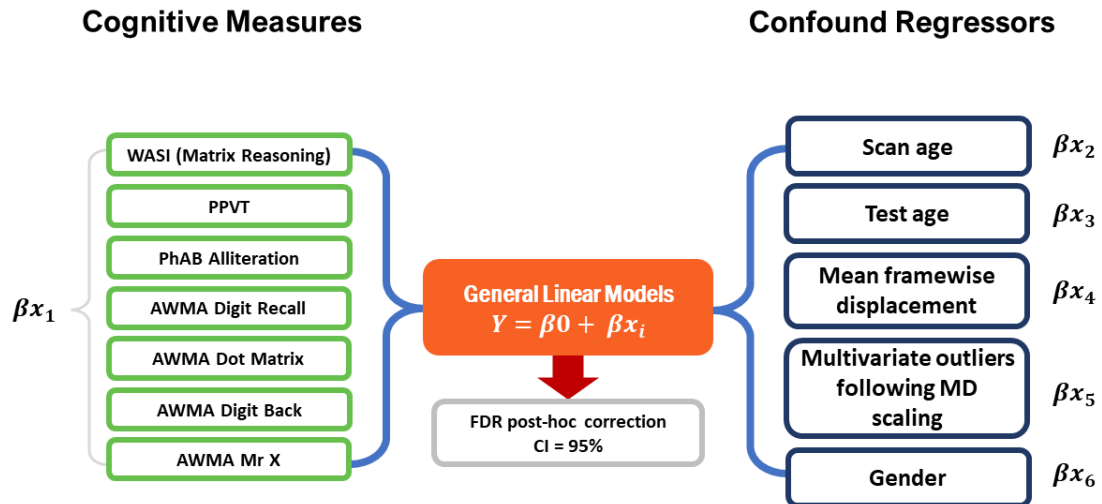 Cognitive Measures
Confound Regressors
WASI (Matrix Reasoning)
PPVT
PhAB Alliteration
AWMA Digit Recall
AWMA Dot Matrix
AWMA Digit Back
AWMA Mr X
βx₁
General Linear Models
Y = β0 + βxᵢ
FDR post-hoc correction
CI = 95%
Scan age
βx₂
Test age
βx₃
Mean framewise
displacement
βx₄
Multivariate outliers
following MD
scaling
βx₅
Gender
βx₆